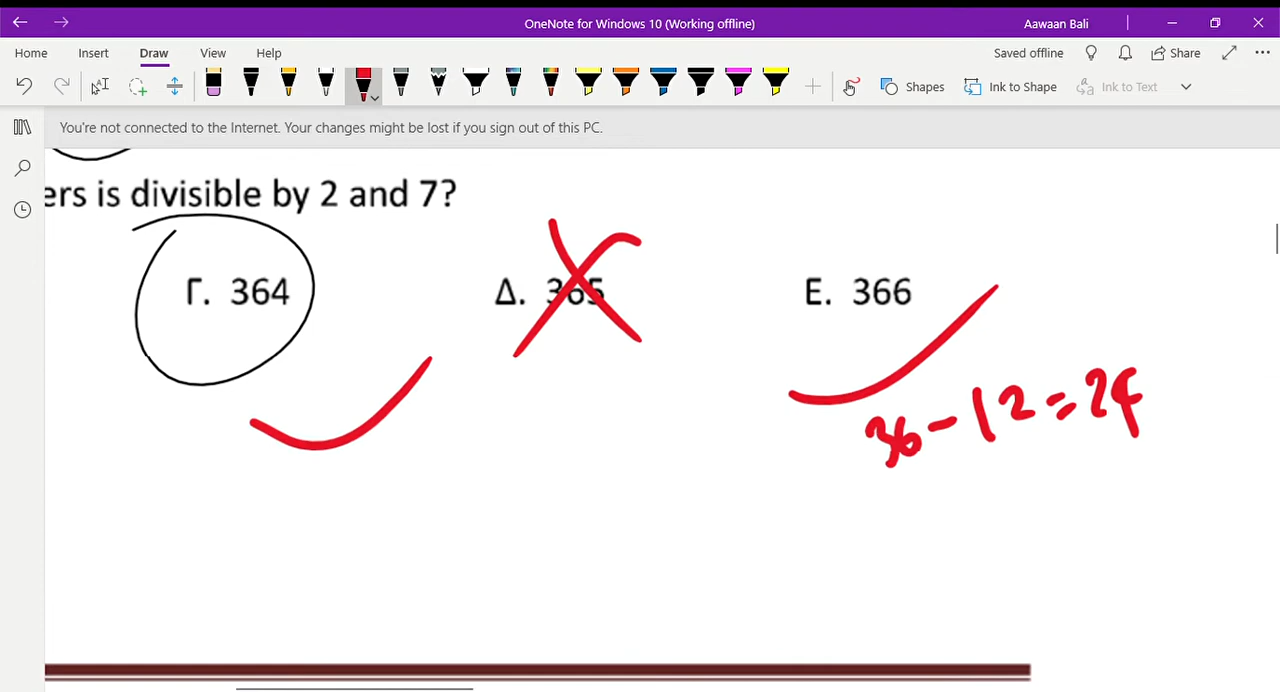 OneNote for Windows 10 (Working offline)
Aawaan Bali
Home Insert Draw View Help
Saved offline
Share
Shapes
Ink to Shape
Ink to Text
You're not connected to the Internet. Your changes might be lost if you sign out of this PC.
ers is divisible by 2 and 7?
Γ. 364 Δ. 365 E. 366
36-12=24